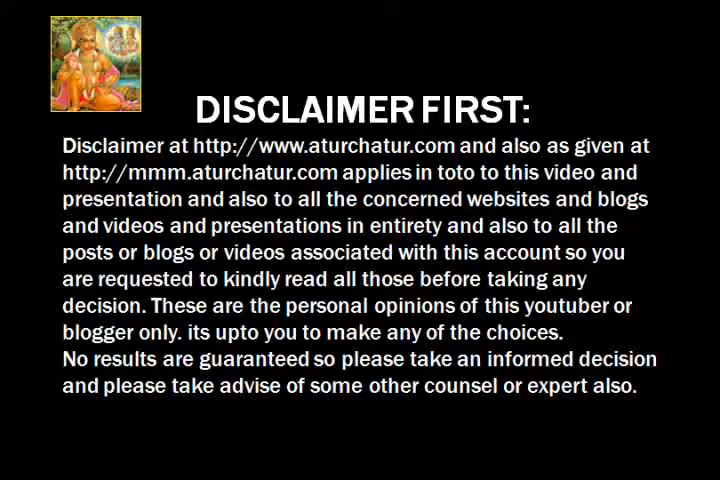 DISCLAIMER FIRST:
Disclaimer at http://www.aturchatur.com and also as given at
http://mmm.aturchatur.com applies in toto to this video and
presentation and also to all the concerned websites and blogs
and videos and presentations in entirety and also to all the
posts or blogs or videos associated with this account so you
are requested to kindly read all those before taking any
decision. These are the personal opinions of this youtuber or
blogger only. its upto you to make any of the choices.
No results are guaranteed so please take an informed decision
and please take advise of some other counsel or expert also.